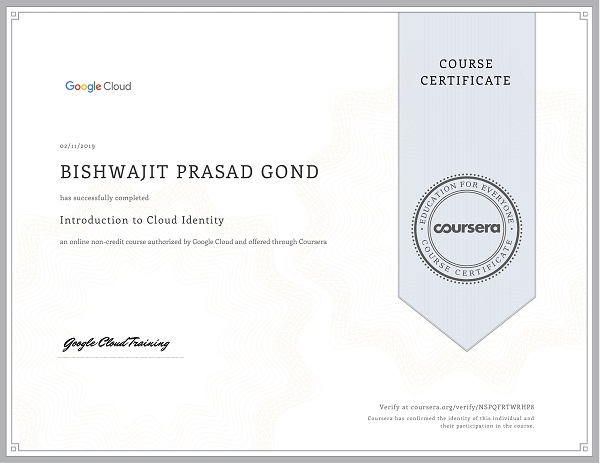 COURSE
CERTIFICATE
Google Cloud
02/11/2019
BISHWAJIT PRASAD GOND
has successfully completed
Introduction to Cloud Identity
an online non-credit course authorized by Google Cloud and offered through Coursera
EDUCATION FOR EVERYONE
coursera
COURSE CERTIFICATE
Google Cloud Training
Verify at coursera.org/verify/NSPQFRTWRHP8
Coursera has confirmed the identity of this individual and
their participation in the course.